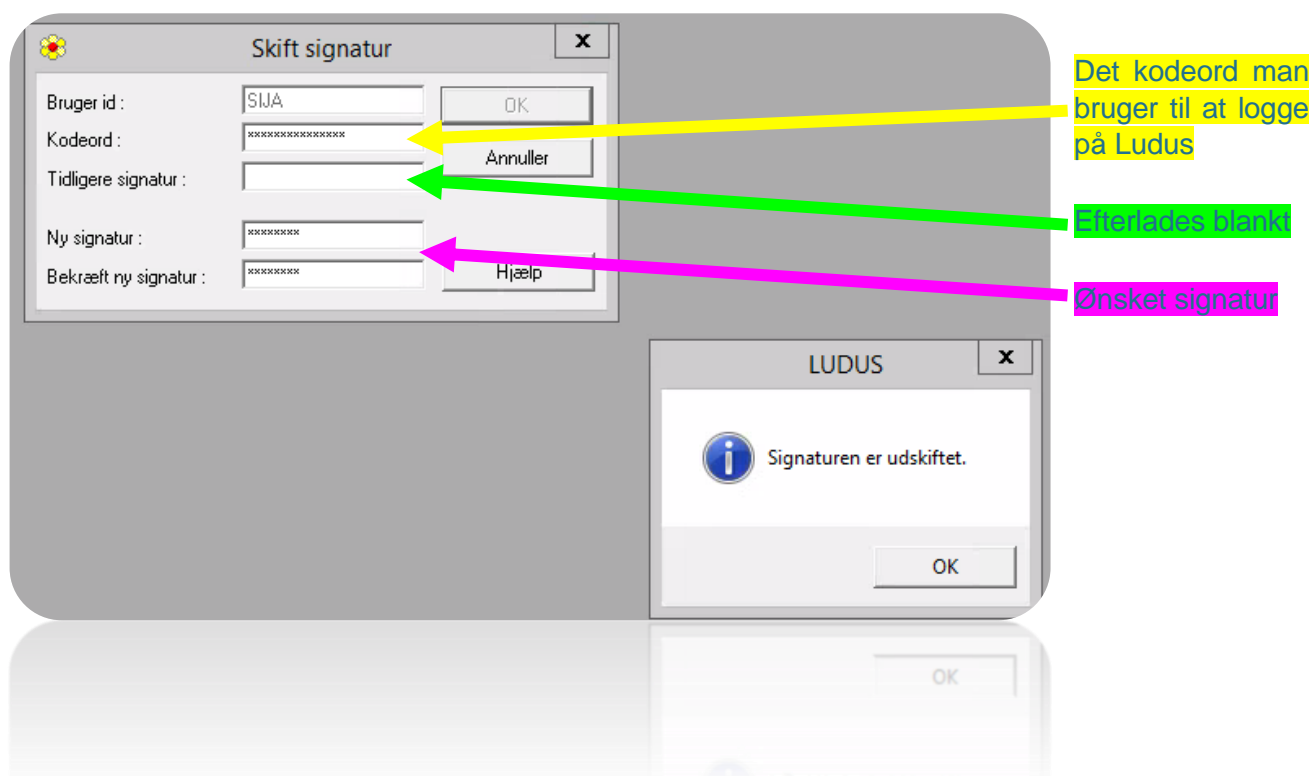 Skift signatur
x
Bruger id :
SIJA
OK
Kodeord :
***************
Annuller
Tidligere signatur :
Ny signatur :
********
Bekræft ny signatur :
********
Hjælp
Det kodeord man
bruger til at logge
på Ludus
Efterlades blankt
Ønsket signatur
LUDUS
x
Signaturen er udskiftet.
OK
OK